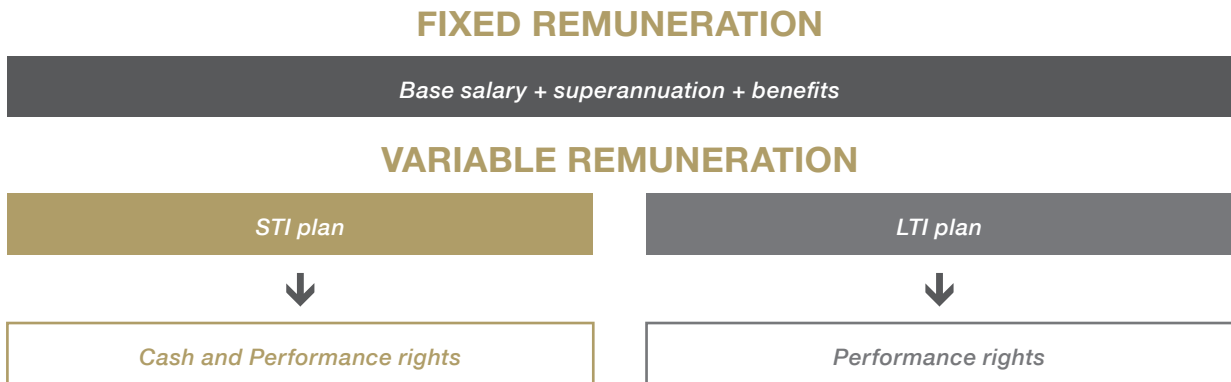 FIXED REMUNERATION
Base salary + superannuation + benefits
VARIABLE REMUNERATION
STI plan
LTI plan
Cash and Performance rights
Performance rights